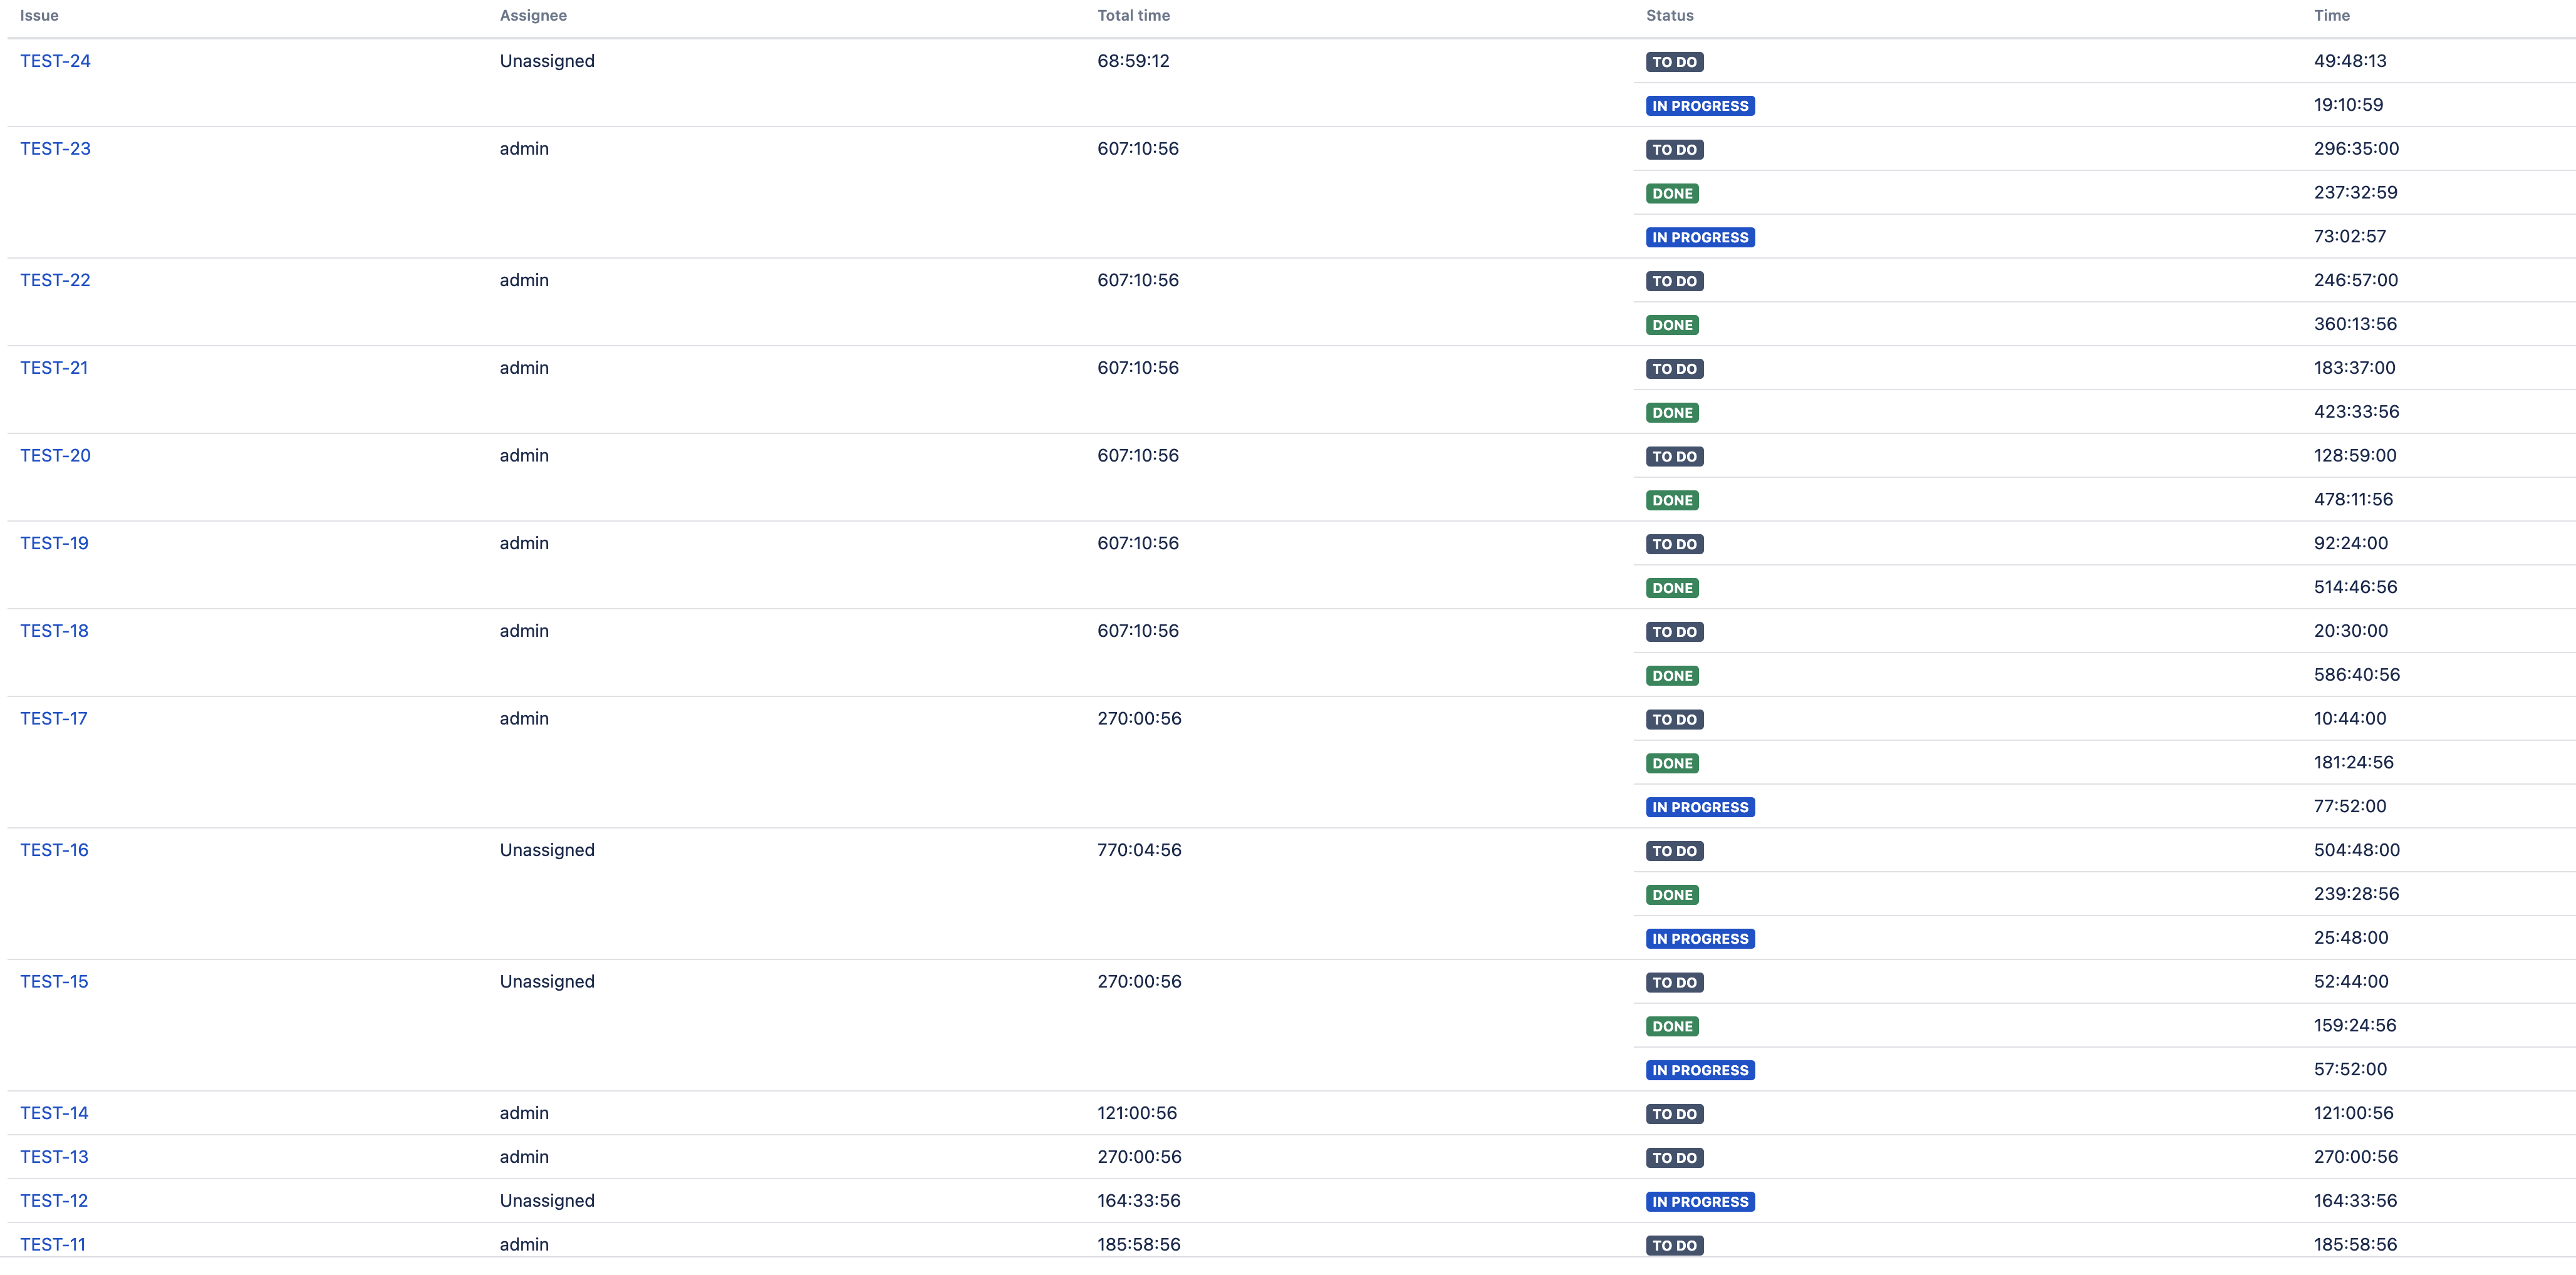 Issue Assignee Total time Status Time
TEST-24 Unassigned 68:59:12 TO DO 49:48:13
IN PROGRESS 19:10:59
TEST-23 admin 607:10:56 TO DO 296:35:00
DONE 237:32:59
IN PROGRESS 73:02:57
TEST-22 admin 607:10:56 TO DO 246:57:00
DONE 360:13:56
TEST-21 admin 607:10:56 TO DO 183:37:00
DONE 423:33:56
TEST-20 admin 607:10:56 TO DO 128:59:00
DONE 478:11:56
TEST-19 admin 607:10:56 TO DO 92:24:00
DONE 514:46:56
TEST-18 admin 607:10:56 TO DO 20:30:00
DONE 586:40:56
TEST-17 admin 270:00:56 TO DO 10:44:00
DONE 181:24:56
IN PROGRESS 77:52:00
TEST-16 Unassigned 770:04:56 TO DO 504:48:00
DONE 239:28:56
IN PROGRESS 25:48:00
TEST-15 Unassigned 270:00:56 TO DO 52:44:00
DONE 159:24:56
IN PROGRESS 57:52:00
TEST-14 admin 121:00:56 TO DO 121:00:56
TEST-13 admin 270:00:56 TO DO 270:00:56
TEST-12 Unassigned 164:33:56 IN PROGRESS 164:33:56
TEST-11 admin 185:58:56 TO DO 185:58:56